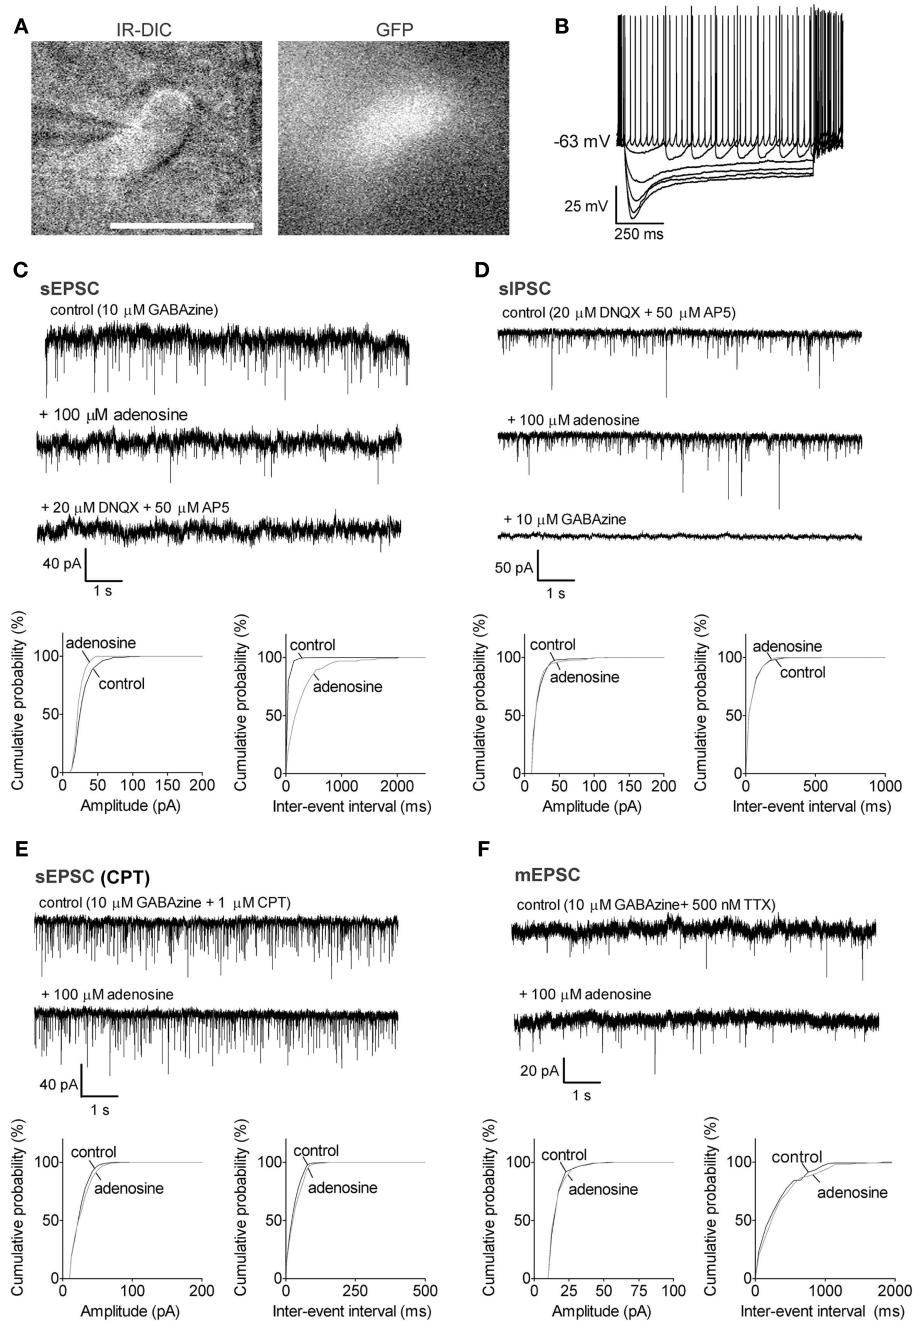 A
IR-DIC
GFP
B
-63 mV
25 mV
250 ms
C
sEPSC
control (10 μM GABAzine)
+ 100 μM adenosine
+ 20 μM DNQX + 50 μM AP5
40 pA
1 s
Cumulative probability (%)
100
50
0
adenosine
control
0 50 100 150 200
Amplitude (pA)
Cumulative probability (%)
100
50
0
control
adenosine
0 1000 2000
Inter-event interval (ms)
D
sIPSC
control (20 μM DNQX + 50 μM AP5)
+ 100 μM adenosine
+ 10 μM GABAzine
50 pA
1 s
Cumulative probability (%)
100
50
0
control
adenosine
0 50 100 150 200
Amplitude (pA)
Cumulative probability (%)
100
50
0
adenosine
control
0 500 1000
Inter-event interval (ms)
E
sEPSC (CPT)
control (10 μM GABAzine + 1 μM CPT)
+ 100 μM adenosine
40 pA
1 s
Cumulative probability (%)
100
50
0
control
adenosine
0 100 200
Amplitude (pA)
Cumulative probability (%)
100
50
0
control
adenosine
0 500
Inter-event interval (ms)
F
mEPSC
control (10 μM GABAzine+ 500 nM TTX)
+ 100 μM adenosine
20 pA
1 s
Cumulative probability (%)
100
50
0
control
adenosine
0 25 50 75 100
Amplitude (pA)
Cumulative probability (%)
100
50
0
control
adenosine
0 1000 2000
Inter-event interval (ms)